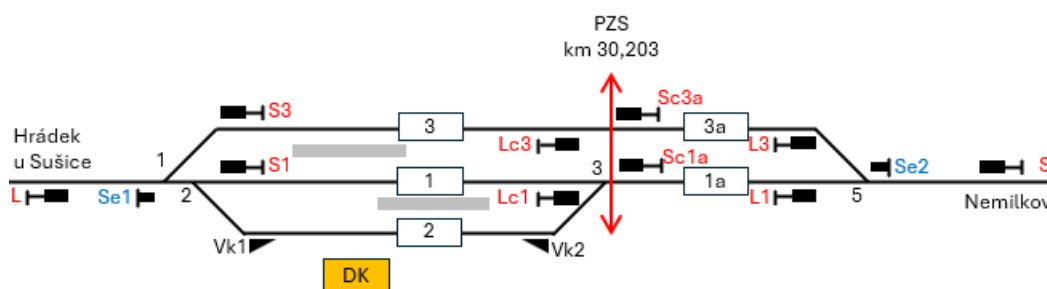 PZS
km 30,203
S3
Sc3a
Hrádek
u Sušice
1
3
Lc3
3a
L3
S1
3
Sc1a
Se2
S
L
Se1
2
1
Lc1
1a
L1
5
Nemilkov
Vk1
2
Vk2
DK